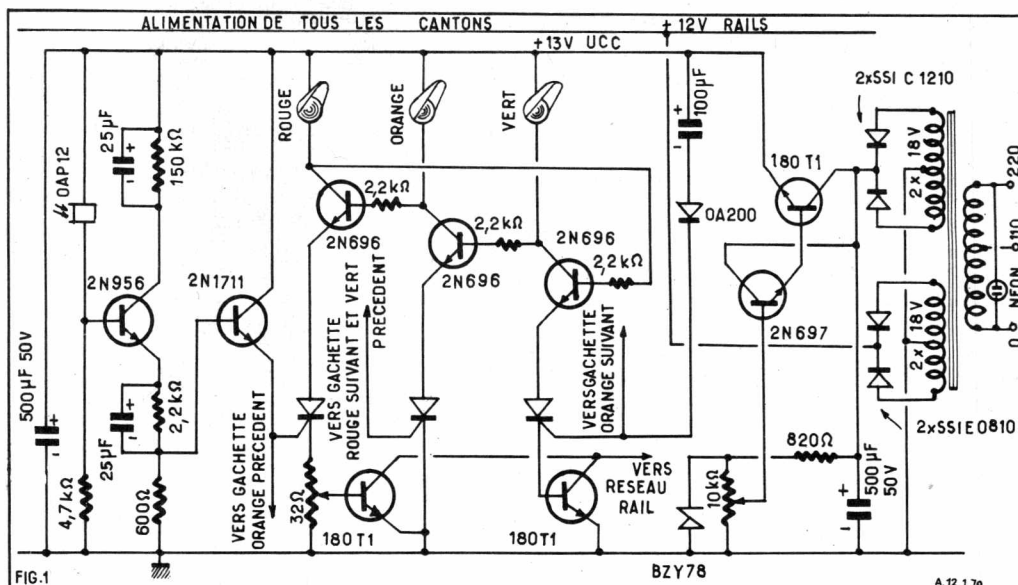 ALIMENTATION DE TOUS LES CANTONS
+12V RAILS
+13V UCC
2xSSI C 1210
ROUGE
ORANGE
VERT
100µF
+
-
25µF
+
-
150kΩ
OAP12
180 T1
2x 18V
220
110
0
NEON
2,2kΩ
2,2kΩ
2,2kΩ
OA200
2N956
2N1711
2N696
2N696
2N696
2N697
2x 18V
2xSSIE0810
500µF 50V
+
-
25µF
+
-
2,2kΩ
4,7kΩ
600Ω
VERS GACHETTE
ORANGE PRECEDENT
VERS GACHETTE
ROUGE SUIVANT ET VERT
PRECEDENT
VERSGACHETTE
ORANGE SUIVANT
32Ω
180T1
180T1
VERS
RESEAU
RAIL
10kΩ
820Ω
500µF
50V
+
-
BZY78
FIG.1
A.12.1.70